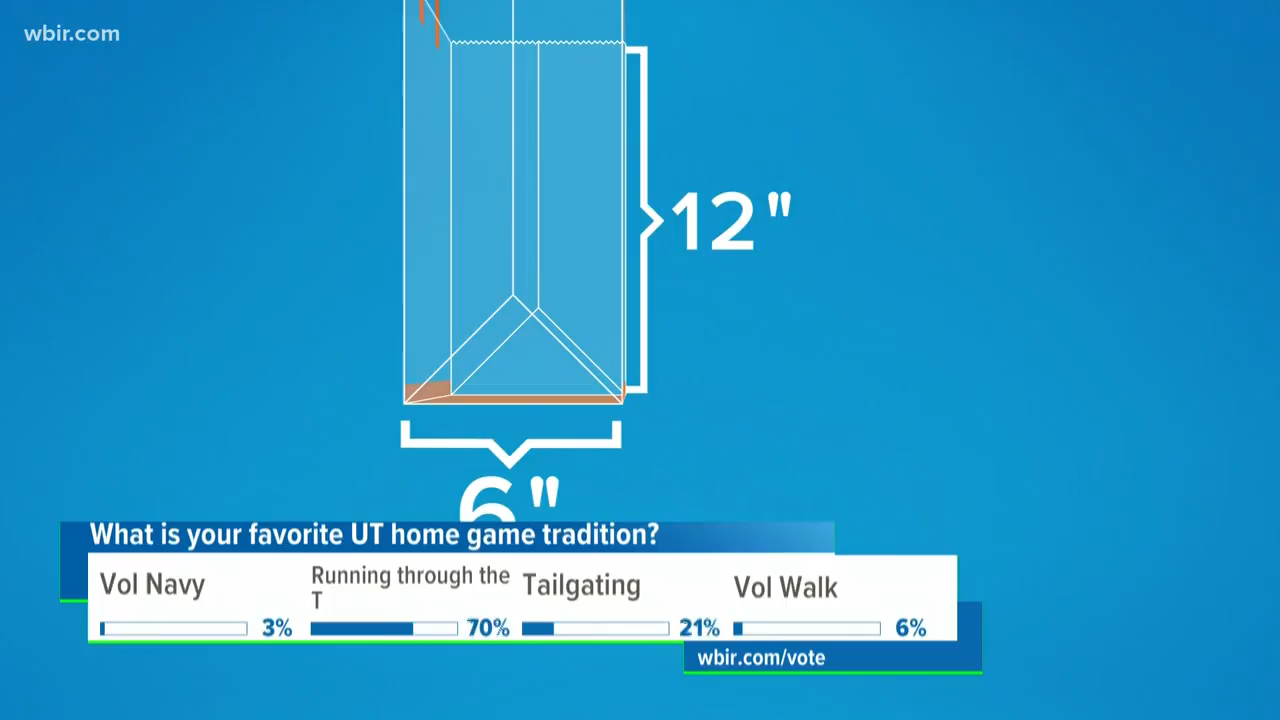 wbir.com
12"
6"
What is your favorite UT home game tradition?
Vol Navy
3%
Running through the
T
70%
Tailgating
21%
Vol Walk
6%
wbir.com/vote